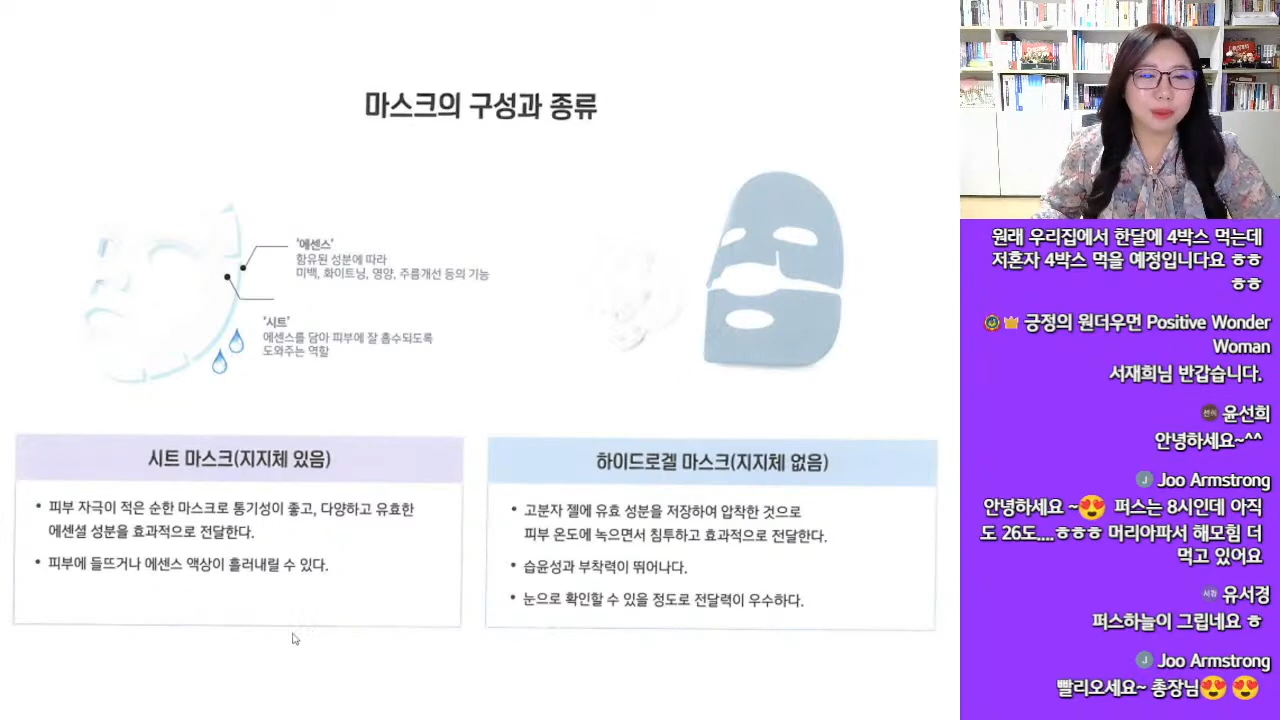 마스크의 구성과 종류
'에센스'
함유된 성분에 따라
미백, 화이트닝, 영양, 주름개선 등의 기능
'시트'
에센스를 담아 피부에 잘 흡수되도록
도와주는 역할
시트 마스크(지지체 있음)
• 피부 자극이 적은 순한 마스크로 통기성이 좋고, 다양하고 유효한
에센셜 성분을 효과적으로 전달한다.
• 피부에 들뜨거나 에센스 액상이 흘러내릴 수 있다.
하이드로겔 마스크(지지체 없음)
• 고분자 젤에 유효 성분을 저장하여 압착한 것으로
피부 온도에 녹으면서 침투하고 효과적으로 전달한다.
• 습윤성과 부착력이 뛰어나다.
• 눈으로 확인할 수 있을 정도로 전달력이 우수하다.
원래 우리집에서 한달에 4박스 먹는데
저혼자 4박스 먹을 예정입니다요 ㅎㅎ
ㅎㅎ
긍정의 원더우먼 Positive Wonder
Woman
서재희님 반갑습니다.
선희 윤선희
안녕하세요~^^
J Joo Armstrong
안녕하세요 ~😍 퍼스는 8시인데 아직
도 26도....ㅎㅎㅎ 머리아파서 해모힘 더
먹고 있어요
서경 유서경
퍼스하늘이 그립네요 ㅎ
J Joo Armstrong
빨리오세요~ 총장님😍😍